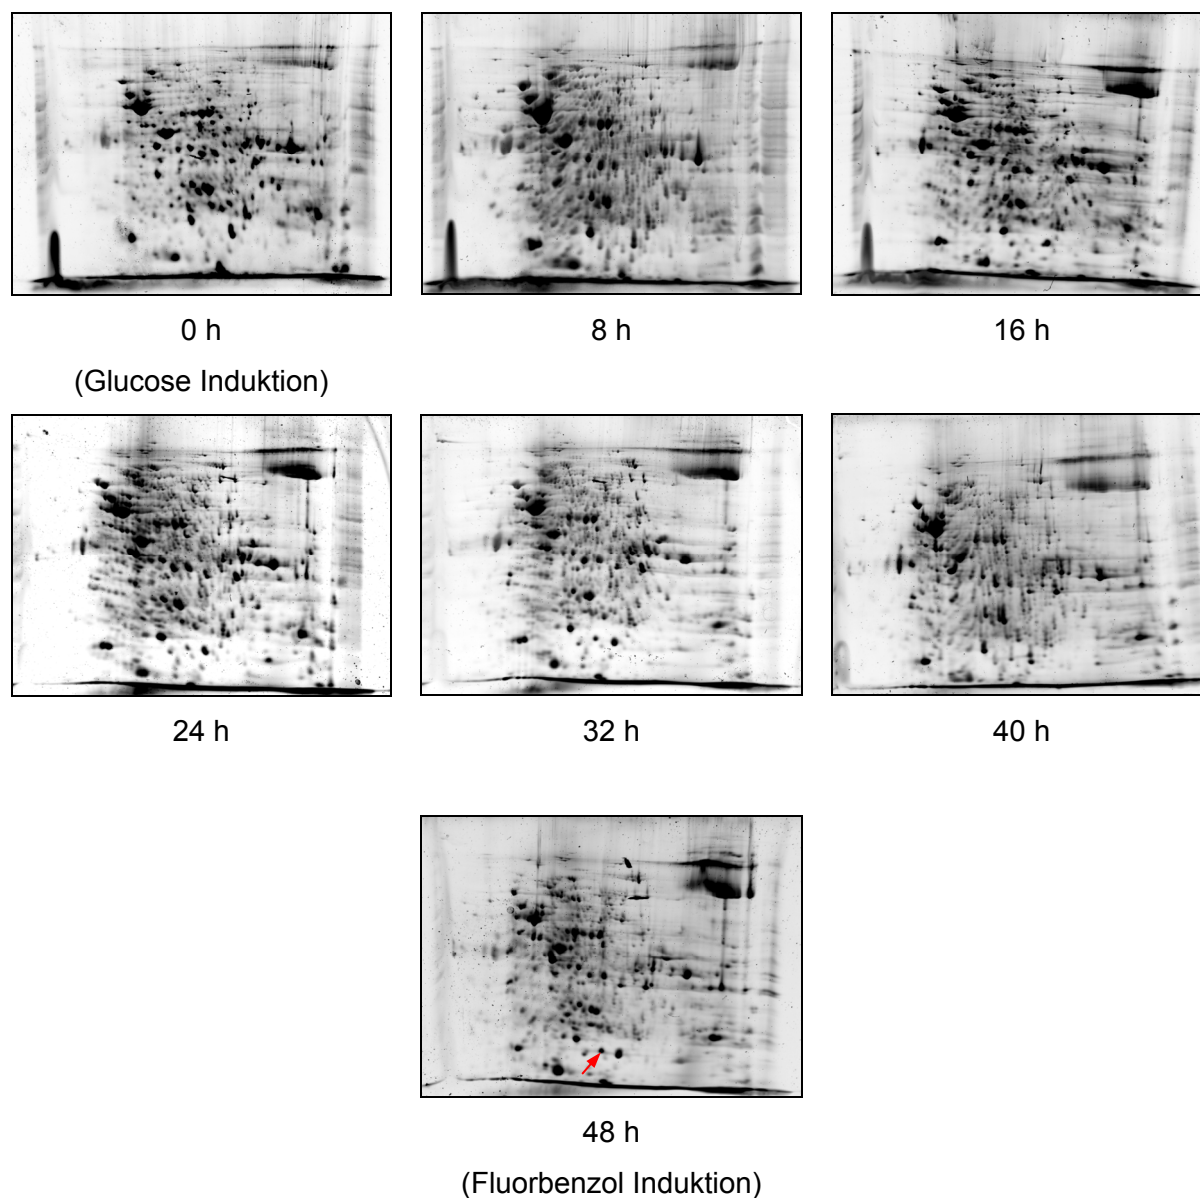 0 h
8 h
16 h
(Glucose Induktion)
24 h
32 h
40 h
48 h
(Fluorbenzol Induktion)